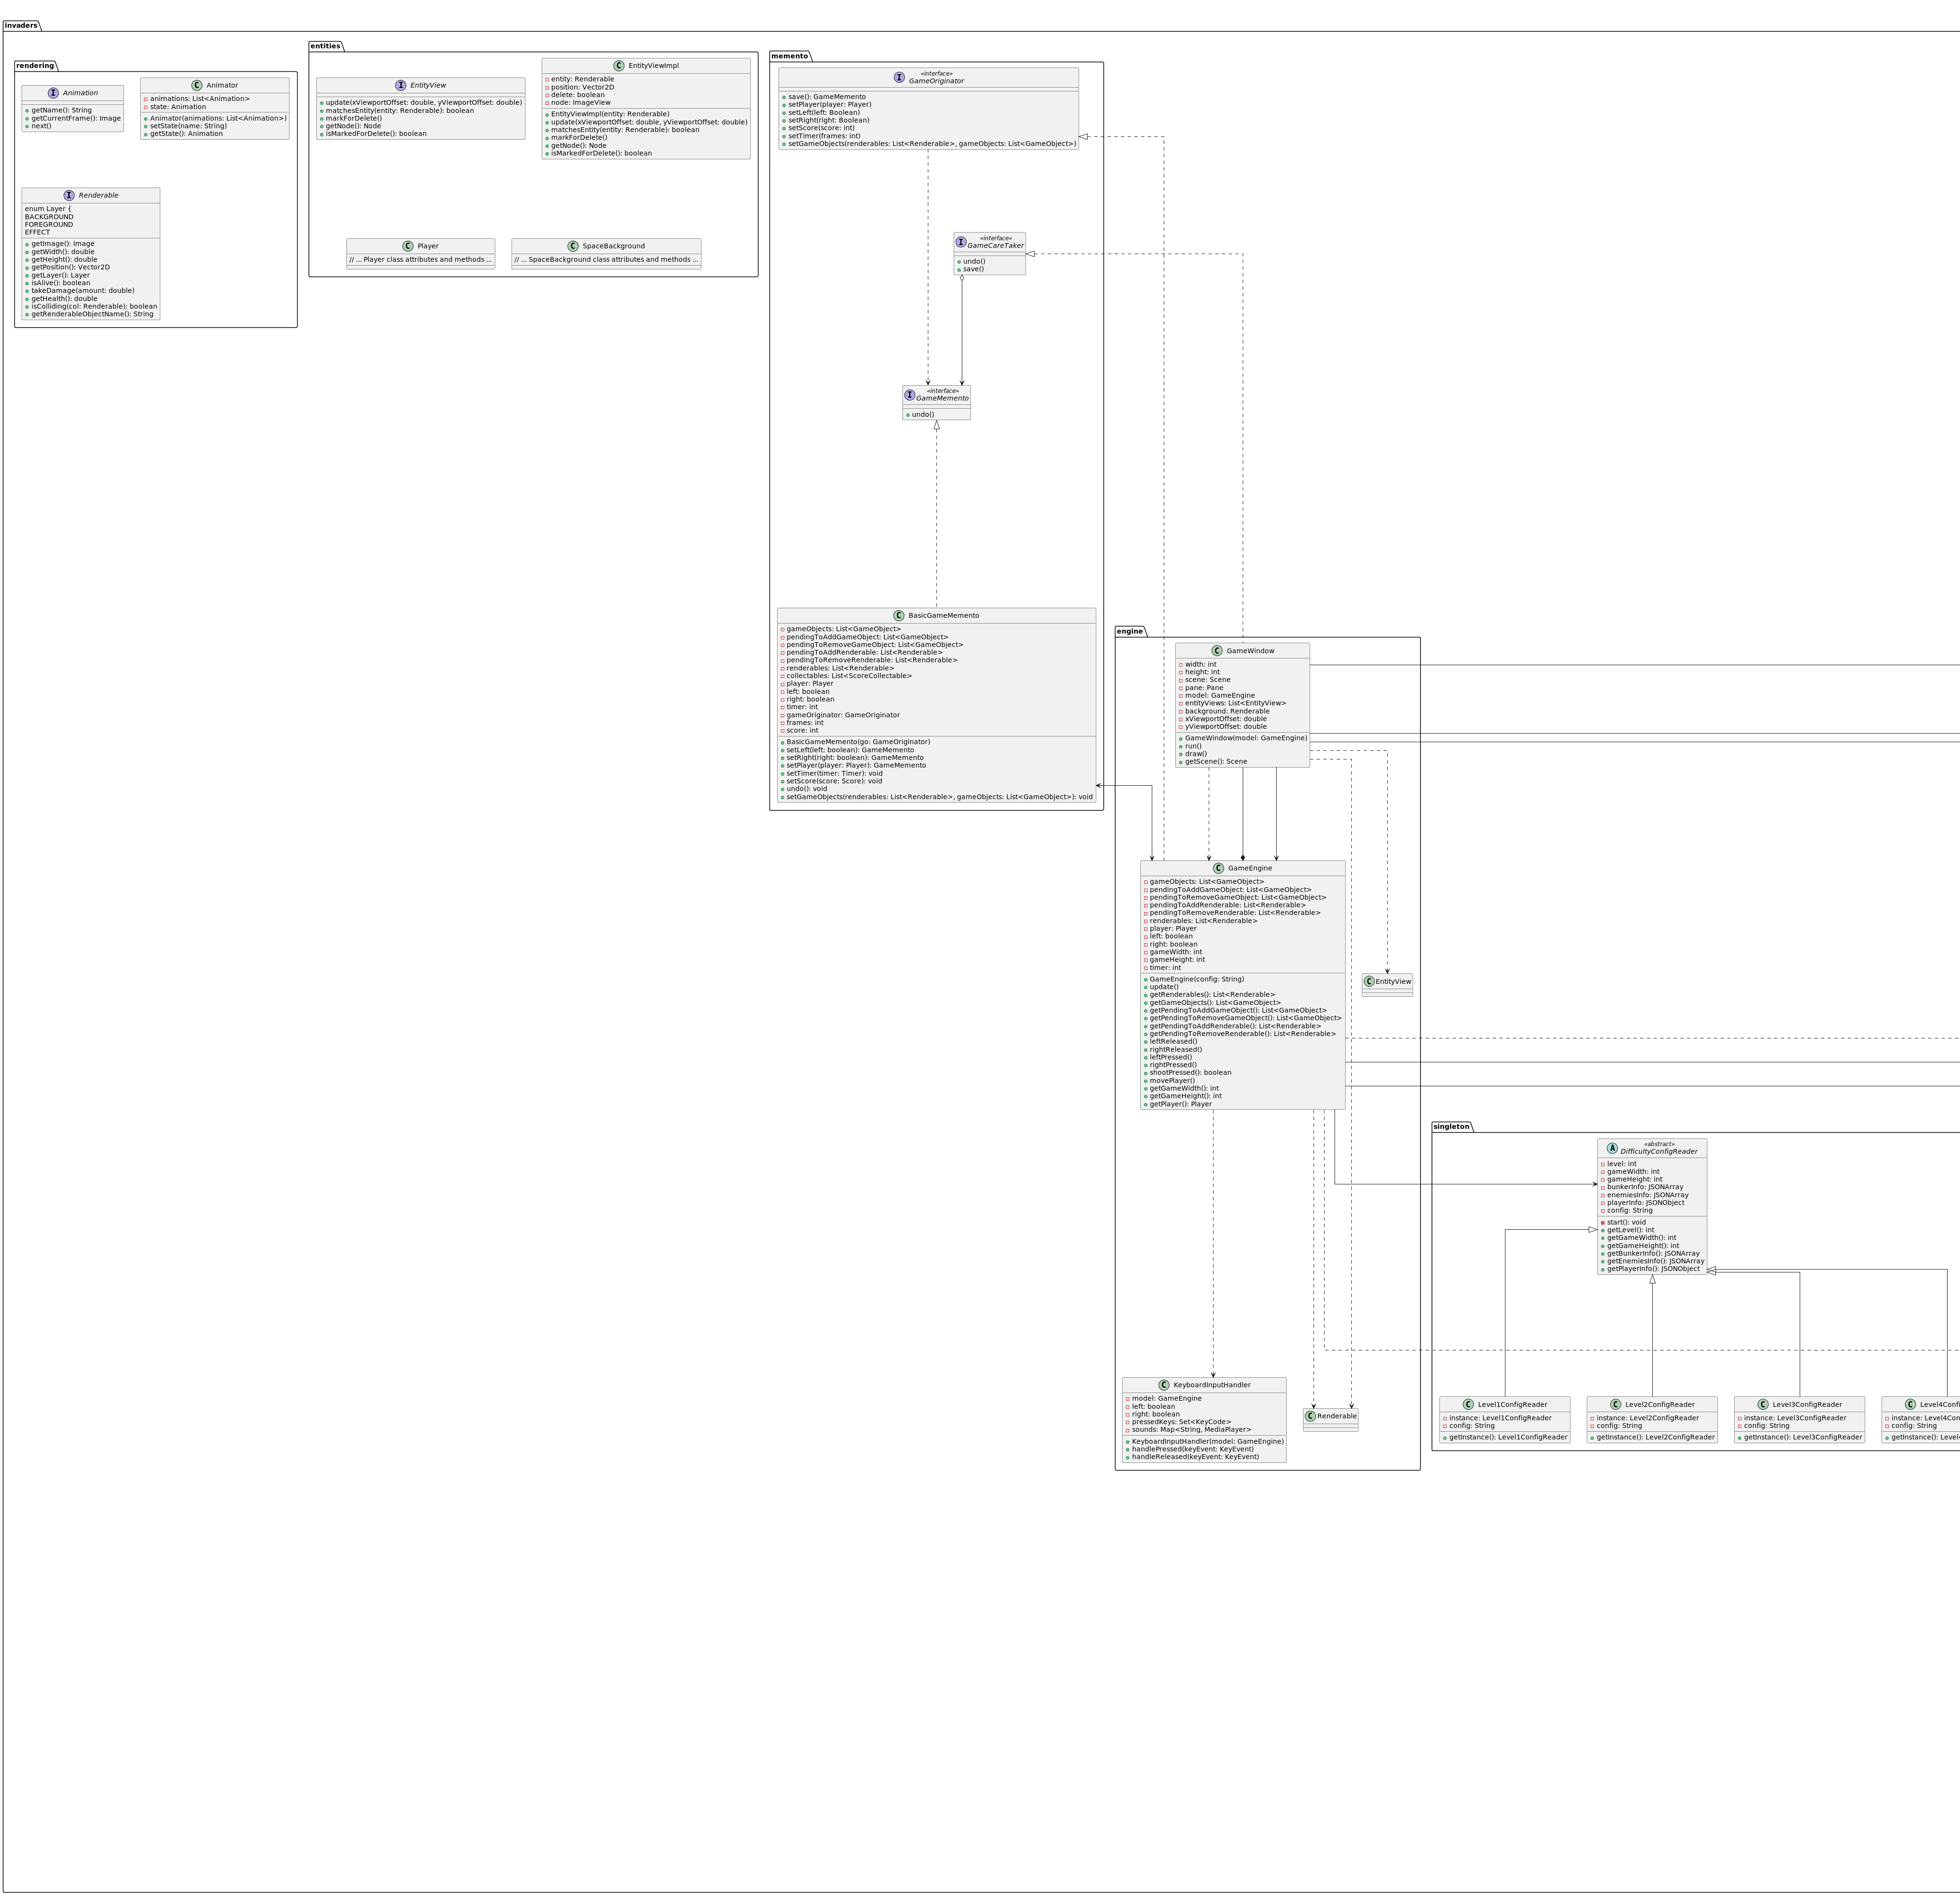 invaders
rendering
Animation
getName(): String
getCurrentFrame(): Image
next()
Animator
animations: List<Animation>
state: Animation
Animator(animations: List<Animation>)
setState(name: String)
getState(): Animation
Renderable
enum Layer {
BACKGROUND
FOREGROUND
EFFECT
getImage(): Image
getWidth(): double
getHeight(): double
getPosition(): Vector2D
getLayer(): Layer
isAlive(): boolean
takeDamage(amount: double)
getHealth(): double
isColliding(col: Renderable): boolean
getRenderableObjectName(): String
entities
EntityView
update(xViewportOffset: double, yViewportOffset: double)
matchesEntity(entity: Renderable): boolean
markForDelete()
getNode(): Node
isMarkedForDelete(): boolean
EntityViewImpl
entity: Renderable
position: Vector2D
delete: boolean
node: ImageView
EntityViewImpl(entity: Renderable)
update(xViewportOffset: double, yViewportOffset: double)
matchesEntity(entity: Renderable): boolean
markForDelete()
getNode(): Node
isMarkedForDelete(): boolean
Player
// ... Player class attributes and methods ...
SpaceBackground
// ... SpaceBackground class attributes and methods ...
memento
«interface»
GameOriginator
save(): GameMemento
setPlayer(player: Player)
setLeft(left: Boolean)
setRight(right: Boolean)
setScore(score: int)
setTimer(frames: int)
setGameObjects(renderables: List<Renderable>, gameObjects: List<GameObject>)
«interface»
GameCareTaker
undo()
save()
«interface»
GameMemento
undo()
BasicGameMemento
gameObjects: List<GameObject>
pendingToAddGameObject: List<GameObject>
pendingToRemoveGameObject: List<GameObject>
pendingToAddRenderable: List<Renderable>
pendingToRemoveRenderable: List<Renderable>
renderables: List<Renderable>
collectables: List<ScoreCollectable>
player: Player
left: boolean
right: boolean
timer: int
gameOriginator: GameOriginator
frames: int
score: int
BasicGameMemento(go: GameOriginator)
setLeft(left: boolean): GameMemento
setRight(right: boolean): GameMemento
setPlayer(player: Player): GameMemento
setTimer(timer: Timer): void
setScore(score: Score): void
undo(): void
setGameObjects(renderables: List<Renderable>, gameObjects: List<GameObject>): void
engine
GameWindow
width: int
height: int
scene: Scene
pane: Pane
model: GameEngine
entityViews: List<EntityView>
background: Renderable
xViewportOffset: double
yViewportOffset: double
GameWindow(model: GameEngine)
run()
draw()
getScene(): Scene
GameEngine
gameObjects: List<GameObject>
pendingToAddGameObject: List<GameObject>
pendingToRemoveGameObject: List<GameObject>
pendingToAddRenderable: List<Renderable>
pendingToRemoveRenderable: List<Renderable>
renderables: List<Renderable>
player: Player
left: boolean
right: boolean
gameWidth: int
gameHeight: int
timer: int
GameEngine(config: String)
update()
getRenderables(): List<Renderable>
getGameObjects(): List<GameObject>
getPendingToAddGameObject(): List<GameObject>
getPendingToRemoveGameObject(): List<GameObject>
getPendingToAddRenderable(): List<Renderable>
getPendingToRemoveRenderable(): List<Renderable>
leftReleased()
rightReleased()
leftPressed()
rightPressed()
shootPressed(): boolean
movePlayer()
getGameWidth(): int
getGameHeight(): int
getPlayer(): Player
EntityView
KeyboardInputHandler
model: GameEngine
left: boolean
right: boolean
pressedKeys: Set<KeyCode>
sounds: Map<String, MediaPlayer>
KeyboardInputHandler(model: GameEngine)
handlePressed(keyEvent: KeyEvent)
handleReleased(keyEvent: KeyEvent)
Renderable
singleton
«abstract»
DifficultyConfigReader
level: int
gameWidth: int
gameHeight: int
bunkerInfo: JSONArray
enemiesInfo: JSONArray
playerInfo: JSONObject
config: String
start(): void
getLevel(): int
getGameWidth(): int
getGameHeight(): int
getBunkerInfo(): JSONArray
getEnemiesInfo(): JSONArray
getPlayerInfo(): JSONObject
Level1ConfigReader
instance: Level1ConfigReader
config: String
getInstance(): Level1ConfigReader
Level2ConfigReader
instance: Level2ConfigReader
config: String
getInstance(): Level2ConfigReader
Level3ConfigReader
instance: Level3ConfigReader
config: String
getInstance(): Level3ConfigReader
Level4Confi
instance: Level4Con
config: String
getInstance(): Level4